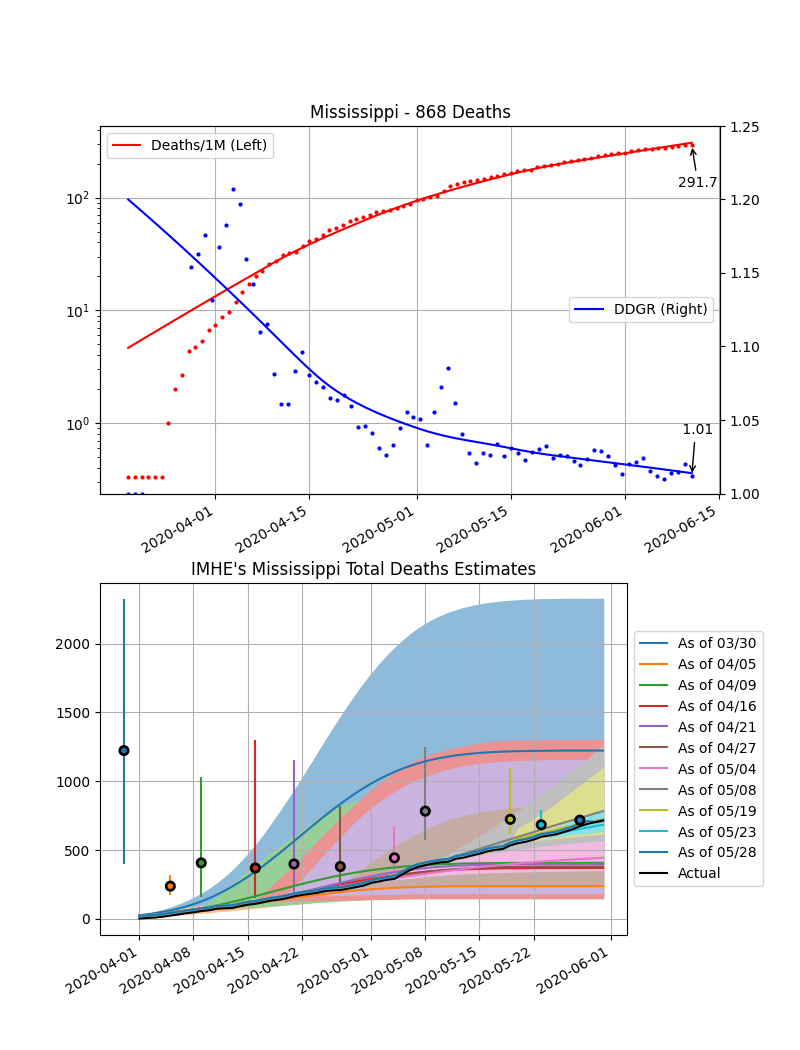 Mississippi - 868 Deaths
Deaths/1M (Left)
DDGR (Right)
291.7
1.01
10²
10¹
10⁰
1.25
1.20
1.15
1.10
1.05
1.00
2020-04-01
2020-04-15
2020-05-01
2020-05-15
2020-06-01
2020-06-15
IMHE's Mississippi Total Deaths Estimates
2000
1500
1000
500
0
2020-04-01
2020-04-08
2020-04-15
2020-04-22
2020-05-01
2020-05-08
2020-05-15
2020-05-22
2020-06-01
As of 03/30
As of 04/05
As of 04/09
As of 04/16
As of 04/21
As of 04/27
As of 05/04
As of 05/08
As of 05/19
As of 05/23
As of 05/28
Actual